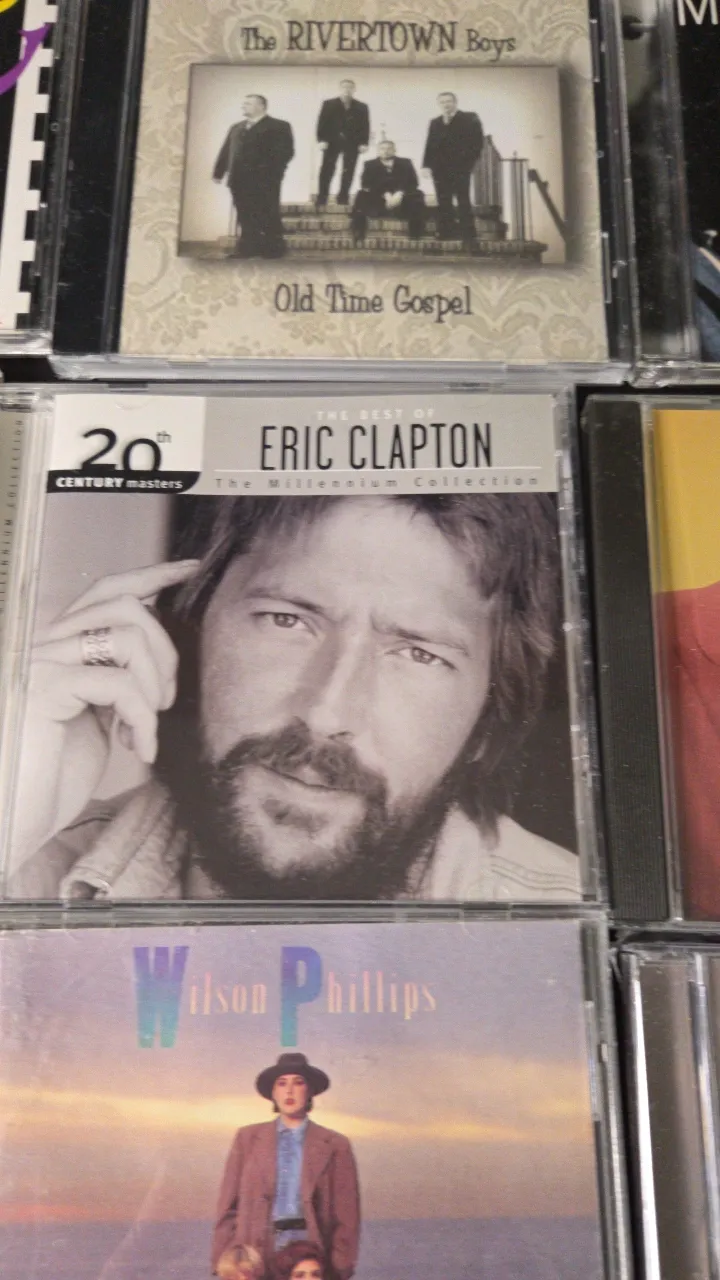 The RIVERTOWN Boys
Old Time Gospel
M
20th
CENTURY masters
THE BEST OF
ERIC CLAPTON
The Millennium Collection
Wilson Phillips